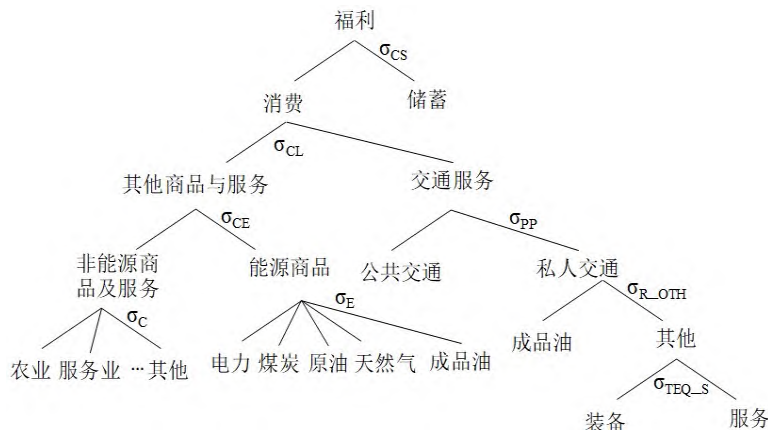 福利
σCS
消费
储蓄
σCL
其他商品与服务
交通服务
σCE
σPP
非能源商
品及服务
能源商品
公共交通
私人交通
σC
σE
σR_OTH
农业 服务业 …其他
电力 煤炭 原油 天然气 成品油
成品油
其他
σTEQ_S
装备
服务